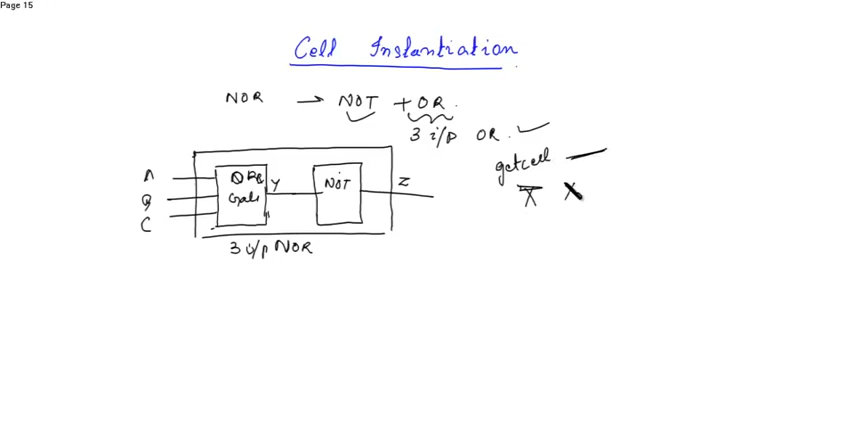 Page 15
Cell Instantiation
NOR → NOT + OR.
3 i/p OR.
getcell
A
B
C
OR
Gate
Y
NOT
Z
3 i/p NOR